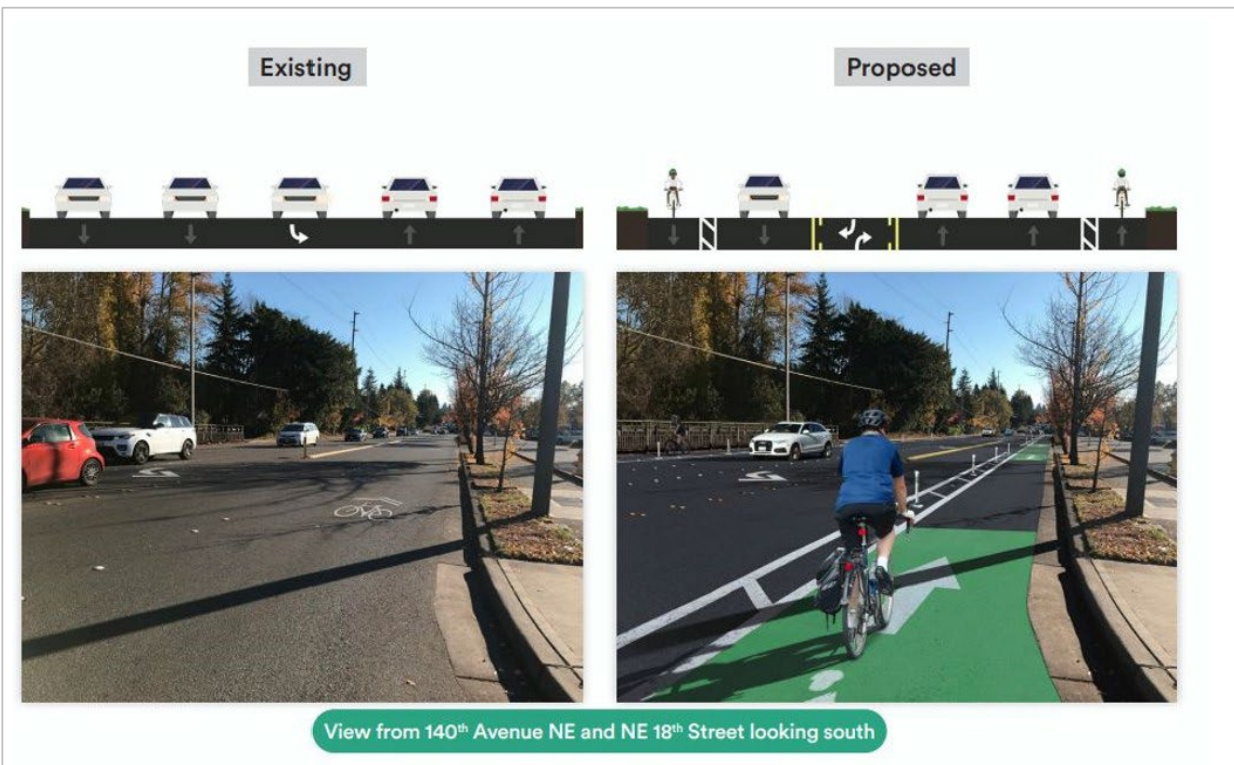 Existing
Proposed
View from 140th Avenue NE and NE 18th Street looking south